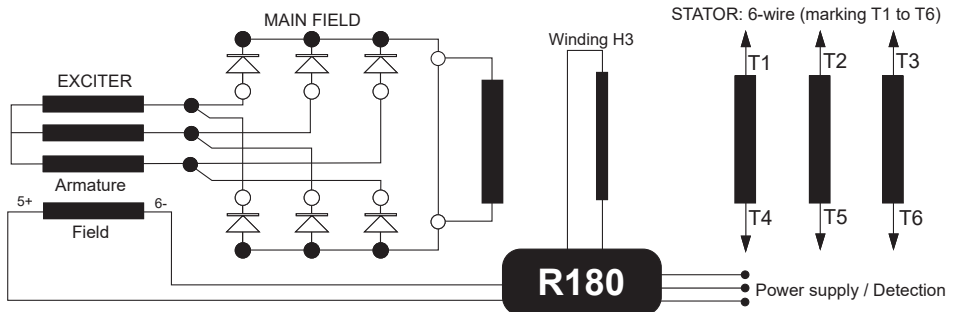 STATOR: 6-wire (marking T1 to T6)
MAIN FIELD
Winding H3
T1
T2
T3
EXCITER
Armature
5+
6-
Field
T4
T5
T6
R180
Power supply / Detection